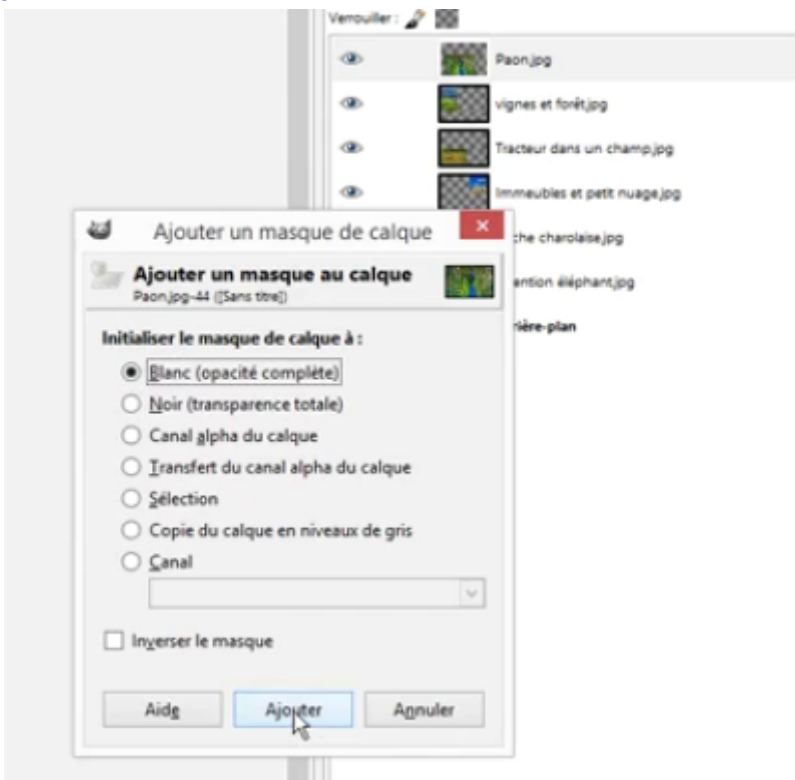 Verrouiller :
Paon.jpg
vignes et forêt.jpg
Tracteur dans un champ.jpg
Immeubles et petit nuage.jpg
che charolaise.jpg
ention éléphant.jpg
rière-plan
Ajouter un masque de calque
Ajouter un masque au calque
Paon.jpg-44 ([Sans titre])
Initialiser le masque de calque à :
Blanc (opacité complète)
Noir (transparence totale)
Canal alpha du calque
Transfert du canal alpha du calque
Sélection
Copie du calque en niveaux de gris
Canal
Inverser le masque
Aide Ajouter Annuler